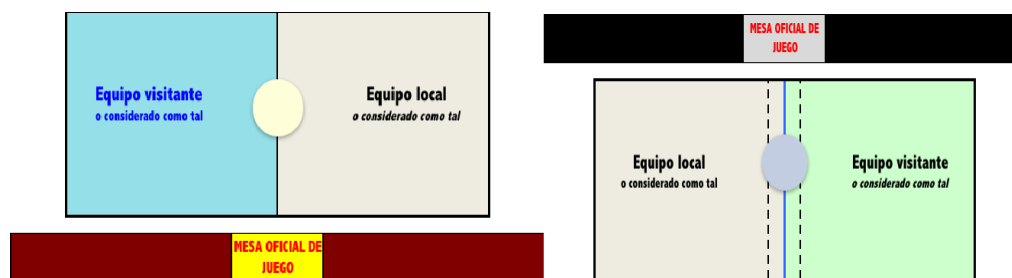 Equipo visitante
o considerado como tal
Equipo local
o considerado como tal
MESA OFICIAL DE
JUEGO
MESA OFICIAL DE
JUEGO
Equipo local
o considerado como tal
Equipo visitante
o considerado como tal